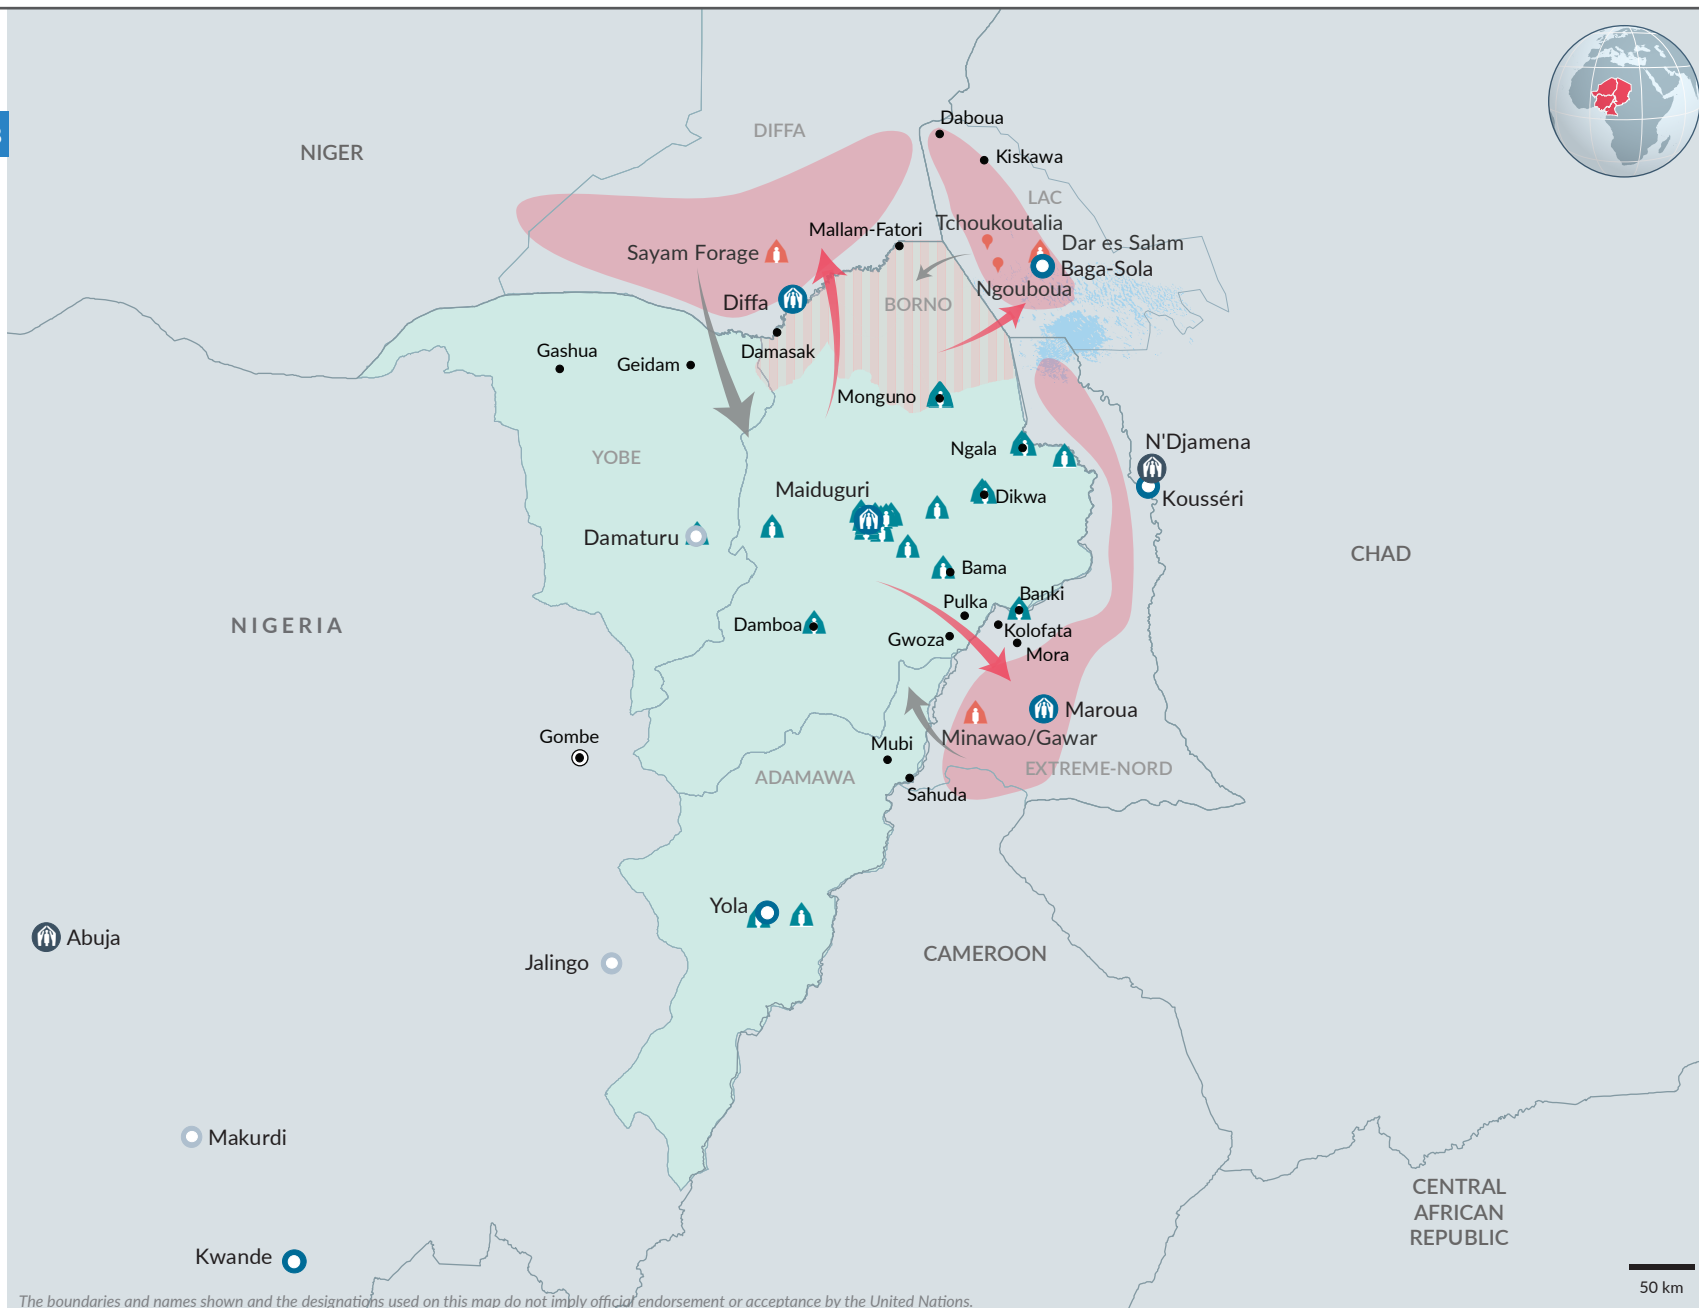 DIFFA
Daboua
NIGER
Kiskawa
LAC
Tchoukoutalia
Mallam-Fatori
Dar es Salam
Sayam Forage
Baga-Sola
Ngouboua
Diffa
BORNO
Gashua
Damasak
Geidam
Monguno
N'Djamena
Ngala
YOBE
Maiduguri
Dikwa
Kousséri
Damaturu
CHAD
Bama
Banki
Pulka
NIGERIA
Damboa
Kolofata
Gwoza
Mora
Maroua
Gombe
Minawao/Gawar
Mubi
EXTREME-NORD
ADAMAWA
Sahuda
Yola
Abuja
CAMEROON
Jalingo
Makurdi
CENTRAL
AFRICAN
REPUBLIC
Kwande
50 km
The boundaries and names shown and the designations used on this map do not imply official endorsement or acceptance by the United Nations.